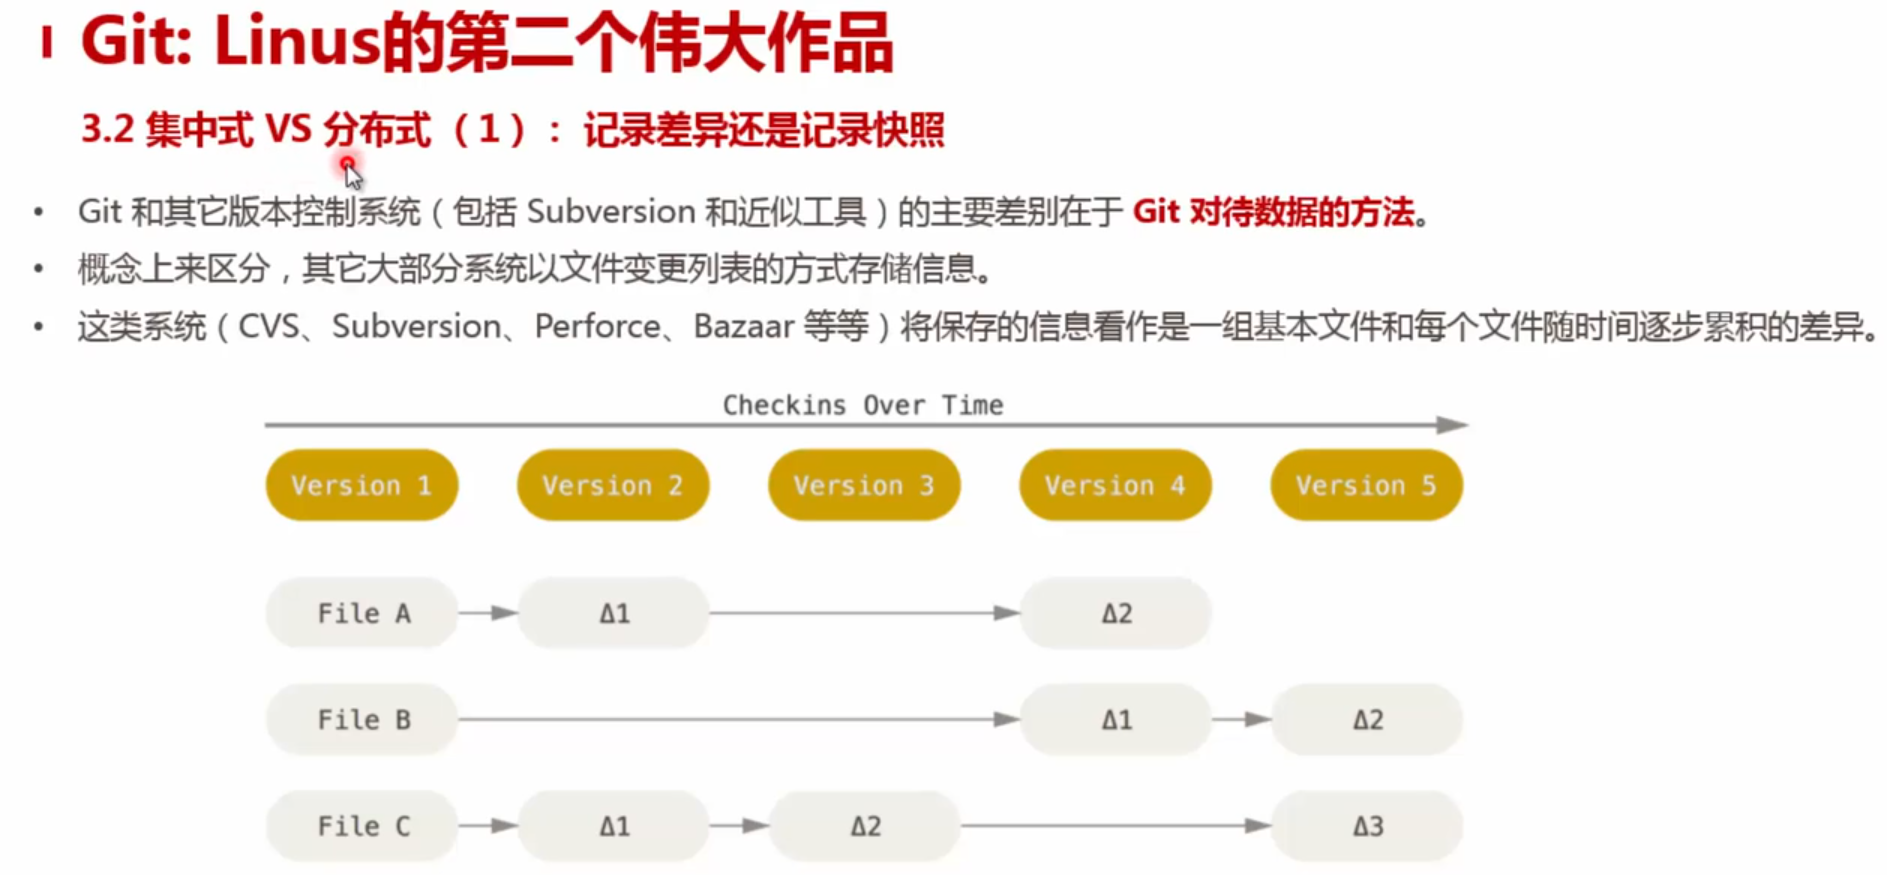 Git: Linus的第二个伟大作品
3.2 集中式 VS 分布式（1）：记录差异还是记录快照
• Git 和其它版本控制系统（包括 Subversion 和近似工具）的主要差别在于 Git 对待数据的方法。
• 概念上来区分，其它大部分系统以文件变更列表的方式存储信息。
• 这类系统（CVS、Subversion、Perforce、Bazaar 等等）将保存的信息看作是一组基本文件和每个文件随时间逐步累积的差异。
Checkins Over Time
Version 1 Version 2 Version 3 Version 4 Version 5
File A Δ1 Δ2
File B Δ1 Δ2
File C Δ1 Δ2 Δ3